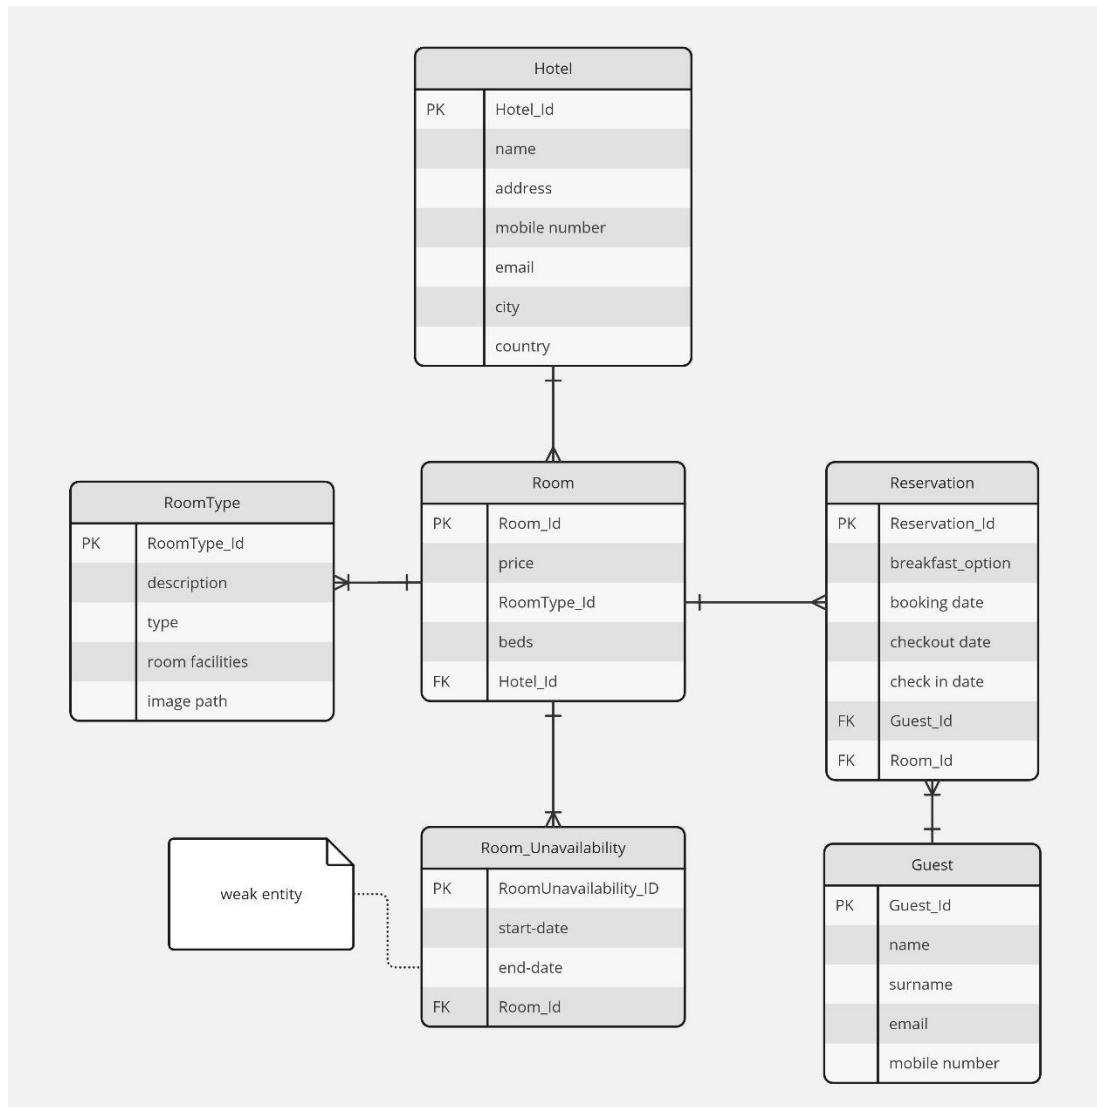 Hotel
PK Hotel_Id
name
address
mobile number
email
city
country
RoomType
PK RoomType_Id
description
type
room facilities
image path
Room
PK Room_Id
price
RoomType_Id
beds
FK Hotel_Id
Reservation
PK Reservation_Id
breakfast_option
booking date
checkout date
check in date
FK Guest_Id
FK Room_Id
weak entity
Room_Unavailability
PK RoomUnavailability_ID
start-date
end-date
FK Room_Id
Guest
PK Guest_Id
name
surname
email
mobile number